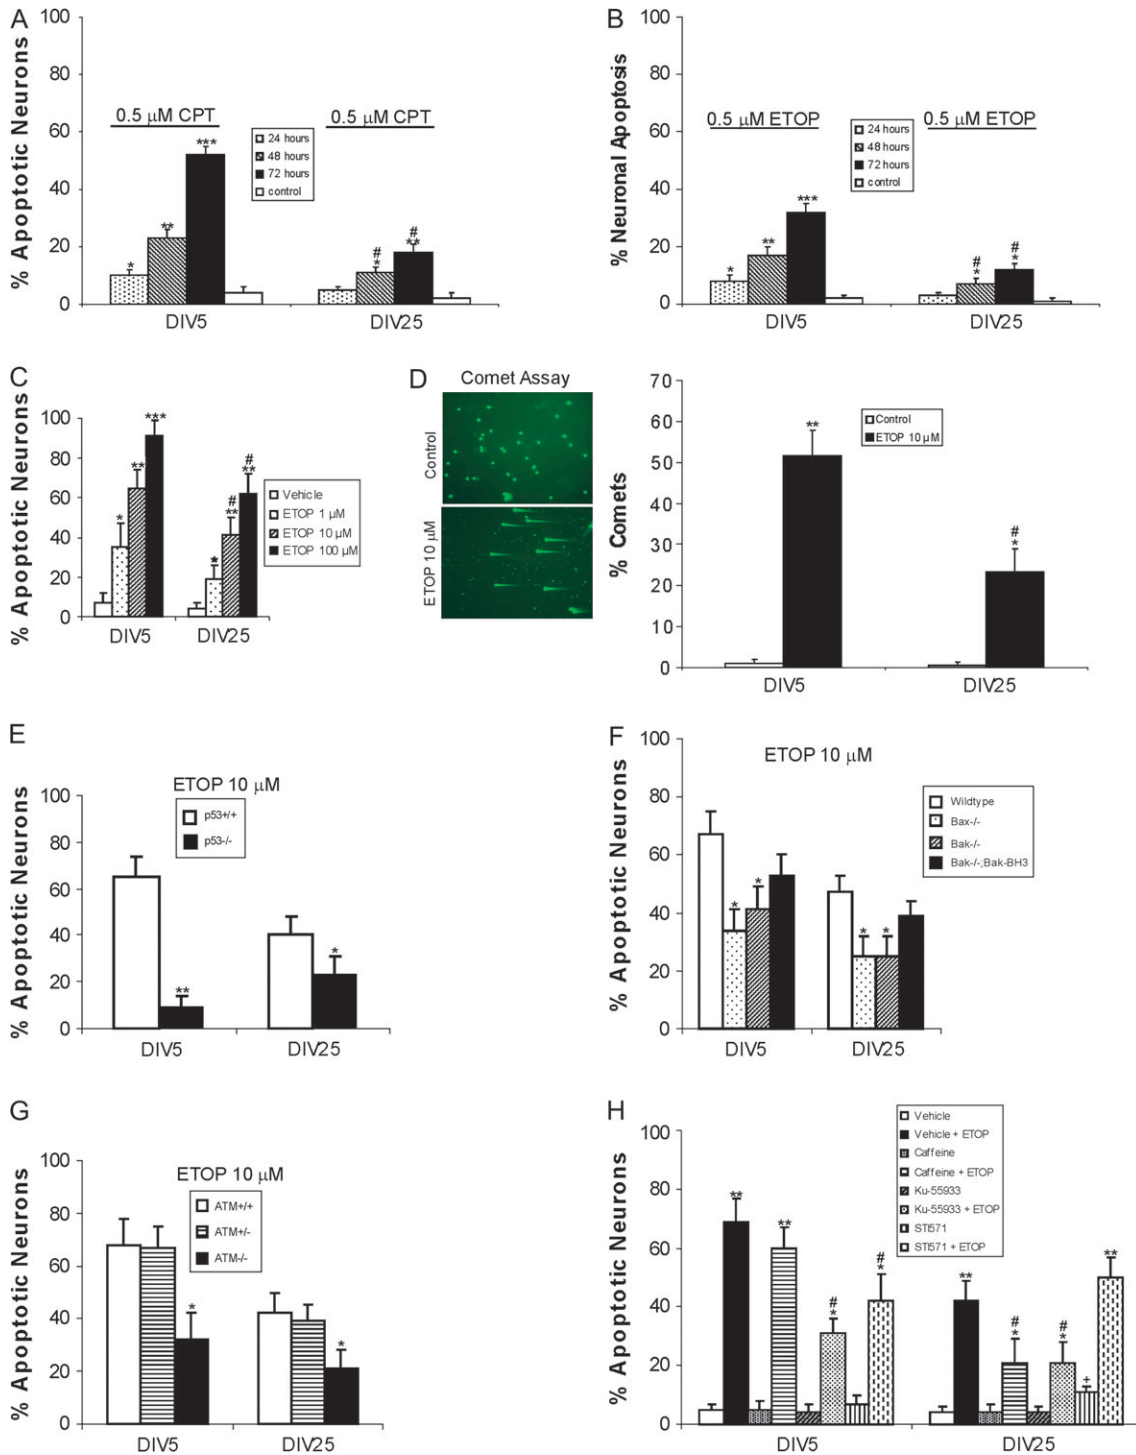 A
% Apoptotic Neurons
100
80
60
40
20
0
0.5 μM CPT
0.5 μM CPT
24 hours
48 hours
72 hours
control
*
**
***
#
*
#
**
DIV5
DIV25
B
% Neuronal Apoptosis
100
80
60
40
20
0
0.5 μM ETOP
0.5 μM ETOP
24 hours
48 hours
72 hours
control
*
**
***
#
*
#
*
DIV5
DIV25
C
% Apoptotic Neurons
100
80
60
40
20
0
*
**
***
*
#
**
#
**
Vehicle
ETOP 1 μM
ETOP 10 μM
ETOP 100 μM
DIV5
DIV25
D
Comet Assay
Control
ETOP 10 μM
% Comets
70
60
50
40
30
20
10
0
Control
ETOP 10 μM
**
#
*
DIV5
DIV25
E
% Apoptotic Neurons
ETOP 10 μM
100
80
60
40
20
0
p53+/+
p53-/-
**
*
DIV5
DIV25
F
% Apoptotic Neurons
ETOP 10 μM
100
80
60
40
20
0
Wildtype
Bax-/-
Bak-/-
Bak-/-;Bak-BH3
*
*
*
*
DIV5
DIV25
G
% Apoptotic Neurons
ETOP 10 μM
100
80
60
40
20
0
ATM+/+
ATM+/-
ATM-/-
*
*
DIV5
DIV25
H
% Apoptotic Neurons
100
80
60
40
20
0
Vehicle
Vehicle + ETOP
Caffeine
Caffeine + ETOP
Ku-55933
Ku-55933 + ETOP
STI571
STI571 + ETOP
**
**
#
*
#
*
**
#
*
#
*
+
**
DIV5
DIV25